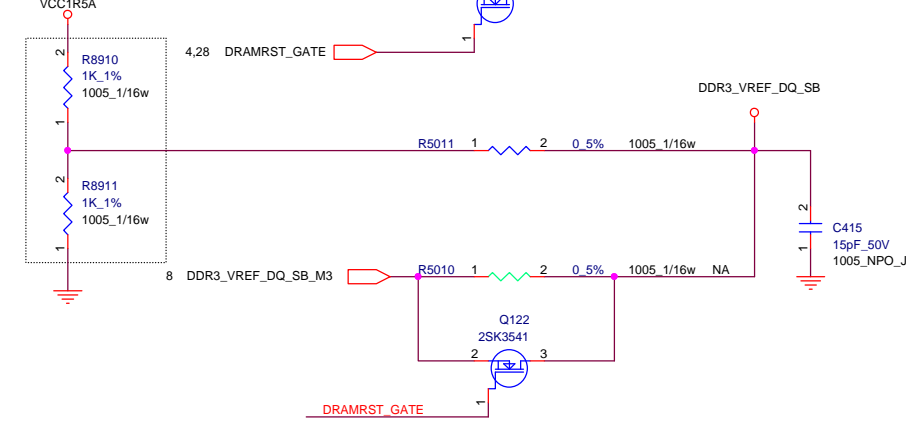 VCC1R5A
2
R8910
1K_1%
1005_1/16w
1
1
4,28 DRAMRST_GATE
DDR3_VREF_DQ_SB
R5011 1 2 0_5% 1005_1/16w
2
R8911
1K_1%
1005_1/16w
1
2
C415
15pF_50V
1005_NPO_J
1
8 DDR3_VREF_DQ_SB_M3
R5010 1 2 0_5% 1005_1/16w NA
Q122
2SK3541
2 3
1
DRAMRST_GATE